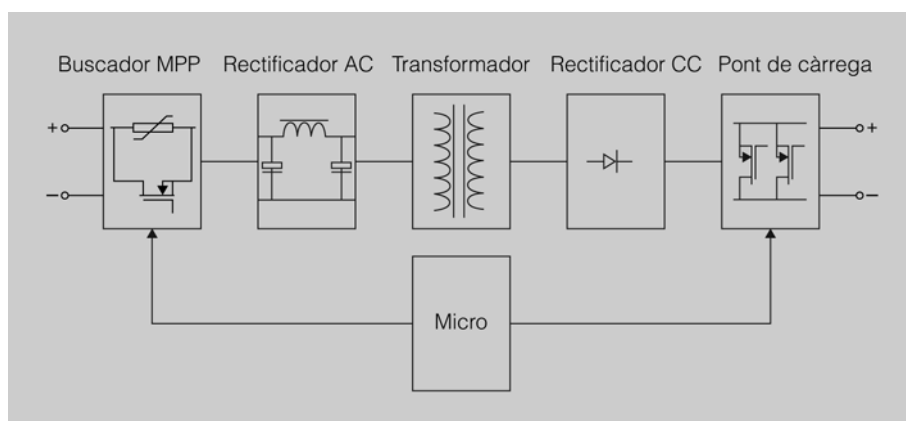 Buscador MPP
Rectificador AC
Transformador
Rectificador CC
Pont de càrrega
+
+
−
−
Micro